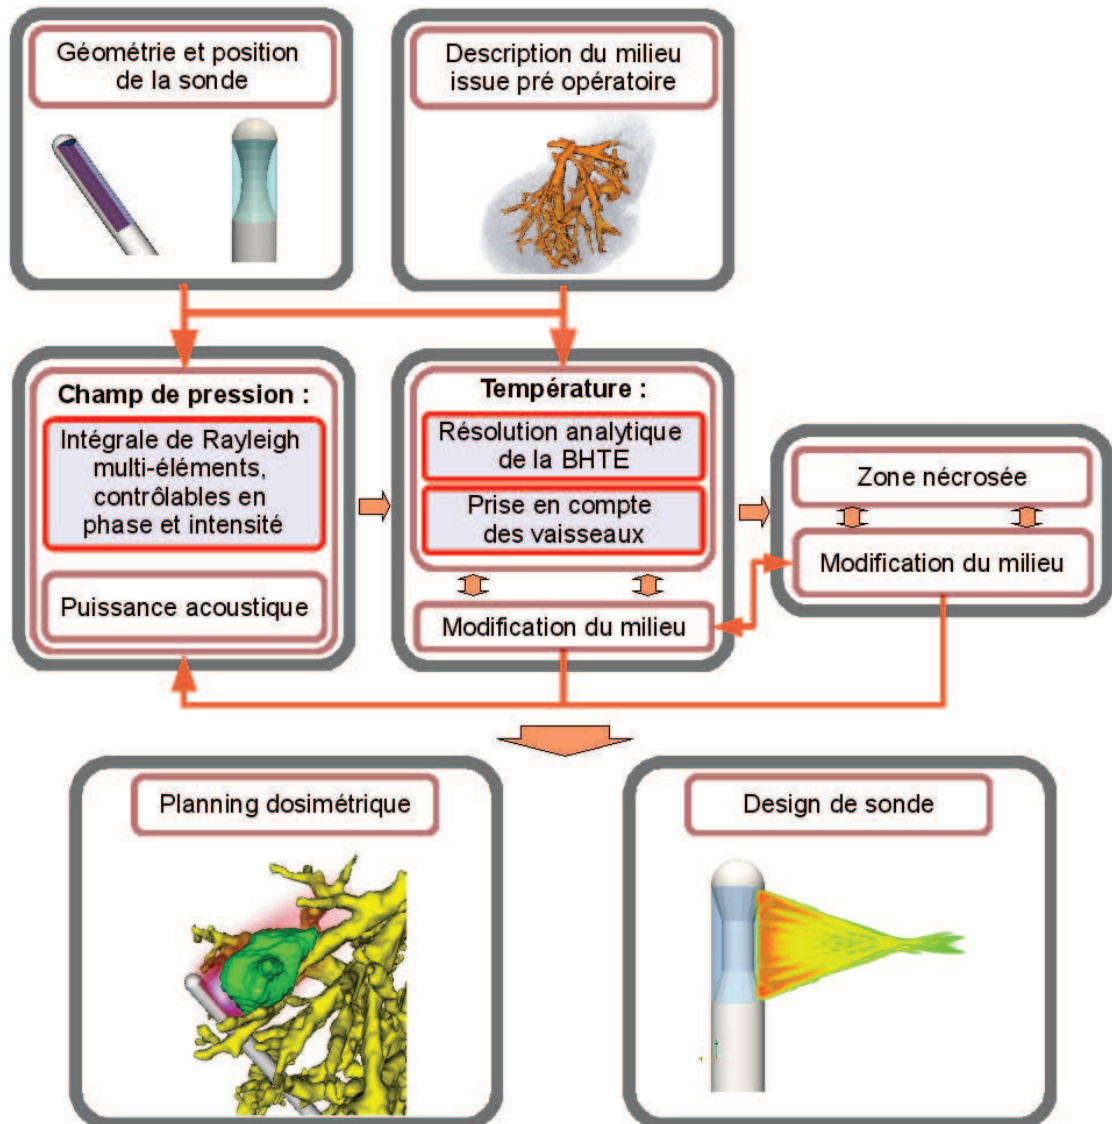 Géométrie et position
de la sonde
Description du milieu
issue pré opératoire
Champ de pression :
Intégrale de Rayleigh
multi-éléments,
contrôlables en
phase et intensité
Puissance acoustique
Température :
Résolution analytique
de la BHTE
Prise en compte
des vaisseaux
Modification du milieu
Zone nécrosée
Modification du milieu
Planning dosimétrique
Design de sonde